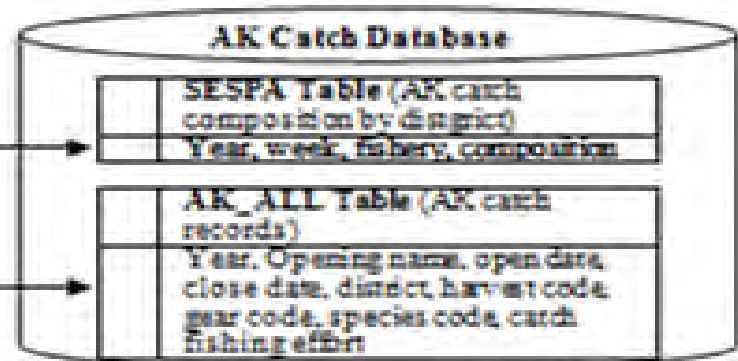 AK Catch Database
SESPA Table (AK catch
composition by district)
Year, week, fishery, composition
AK_ALL Table (AK catch
records)
Year, Opening name, open date,
close date, district, harvest code,
gear code, species code, catch
fishing effort